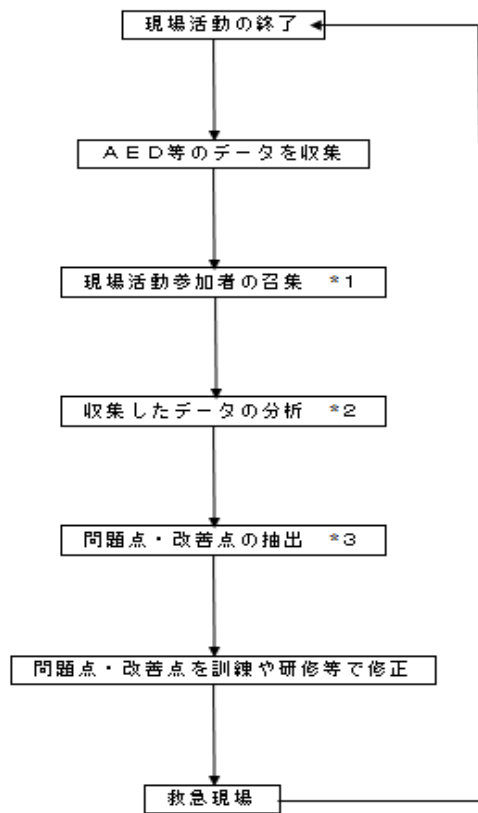 現場活動の終了
AED等のデータを収集
現場活動参加者の召集 *1
収集したデータの分析 *2
問題点・改善点の抽出 *3
問題点・改善点を訓練や研修等で修正
救急現場